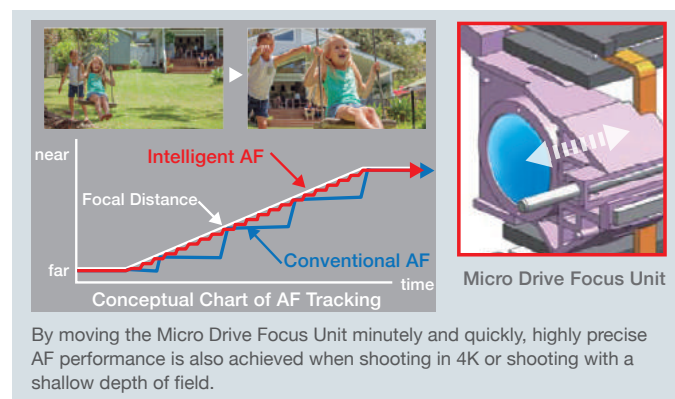 near
Intelligent AF
Focal Distance
Conventional AF
far
time
Conceptual Chart of AF Tracking
Micro Drive Focus Unit
By moving the Micro Drive Focus Unit minutely and quickly, highly precise
AF performance is also achieved when shooting in 4K or shooting with a
shallow depth of field.